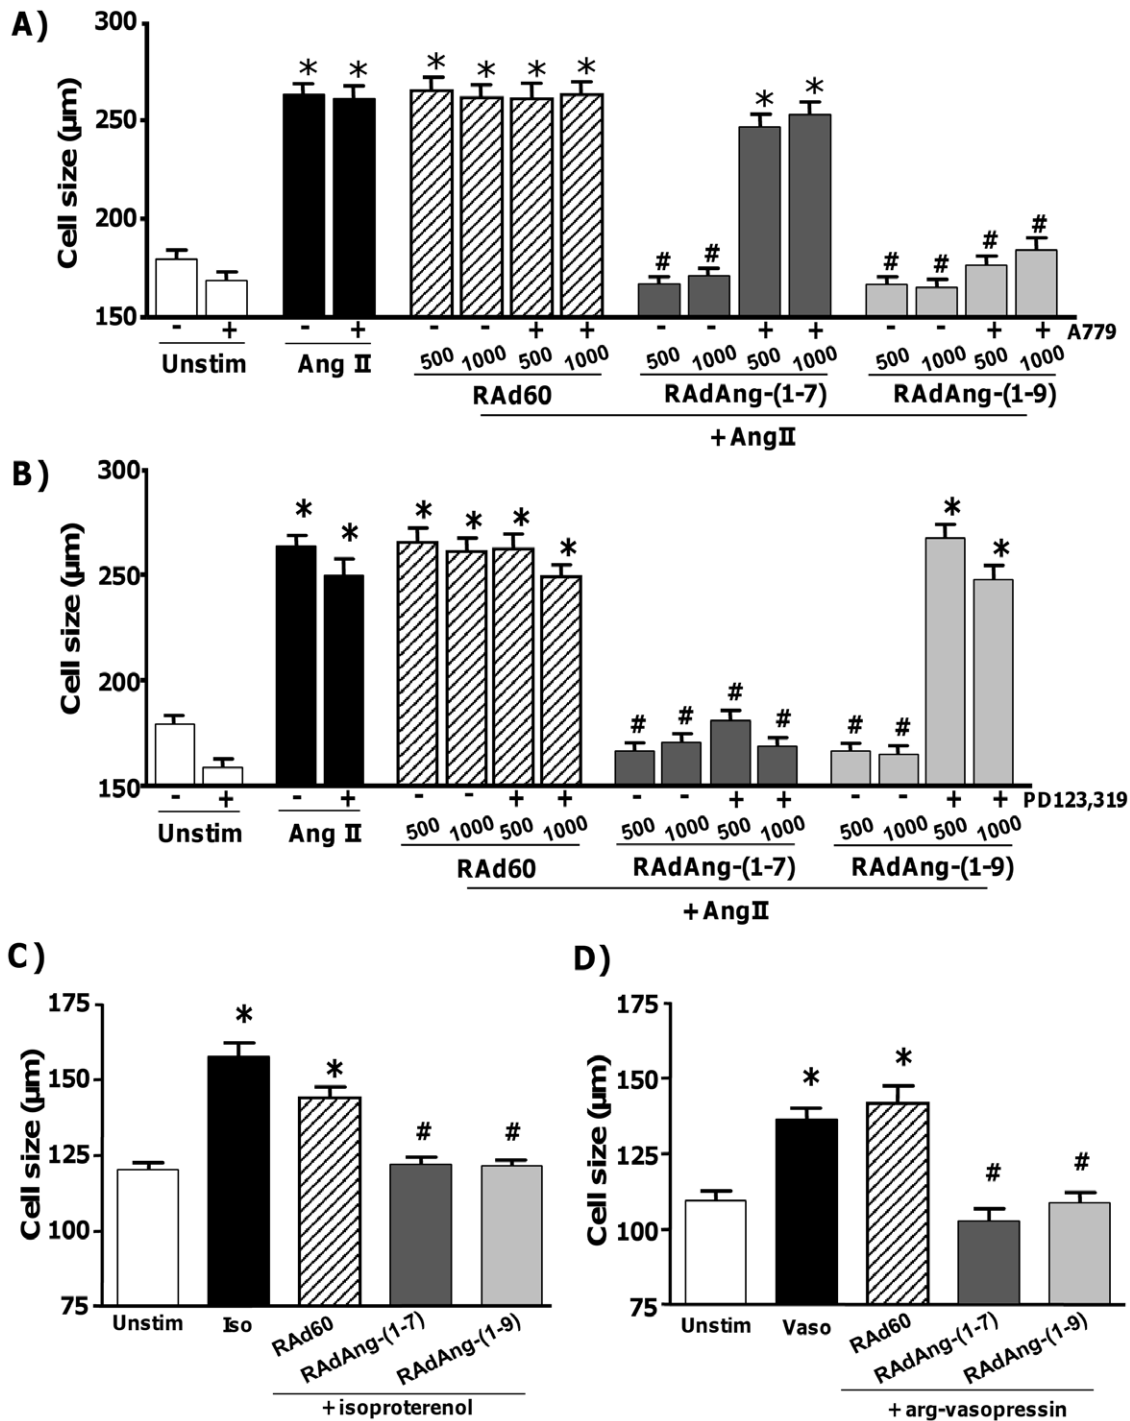 A)
Cell size (µm)
300
250
200
150
* * * * * * * *
# # # # # #
- + - + - - + + - - + + - - + + A779
Unstim Ang II 500 1000 500 1000 500 1000 500 1000 500 1000 500 1000
RAd60 RAdAng-(1-7) RAdAng-(1-9)
+AngII
B)
Cell size (µm)
300
250
200
150
* * * * * * * *
# # # # # #
- + - + - - + + - - + + - - + + PD123,319
Unstim Ang II 500 1000 500 1000 500 1000 500 1000 500 1000 500 1000
RAd60 RAdAng-(1-7) RAdAng-(1-9)
+AngII
C)
Cell size (µm)
175
150
125
100
75
* * # #
Unstim Iso RAd60 RAdAng-(1-7) RAdAng-(1-9)
+isoproterenol
D)
Cell size (µm)
175
150
125
100
75
* * # #
Unstim Vaso RAd60 RAdAng-(1-7) RAdAng-(1-9)
+arg-vasopressin